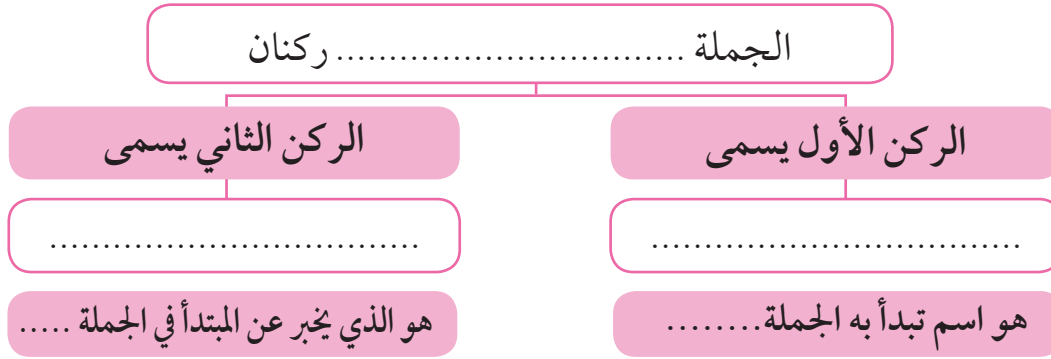 الجملة ................................ ركنان
الركن الأول يسمى
الركن الثاني يسمى
..................................
..................................
هو اسم تبدأ به الجملة.........
هو الذي يخبر عن المبتدأ في الجملة .....